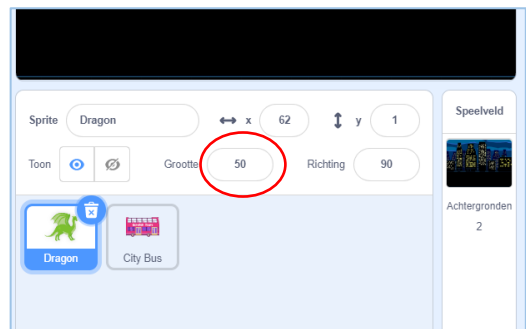 Sprite Dragon x 62 y 1
Toon Grootte 50 Richting 90
Dragon City Bus
Speelveld
Achtergronden
2